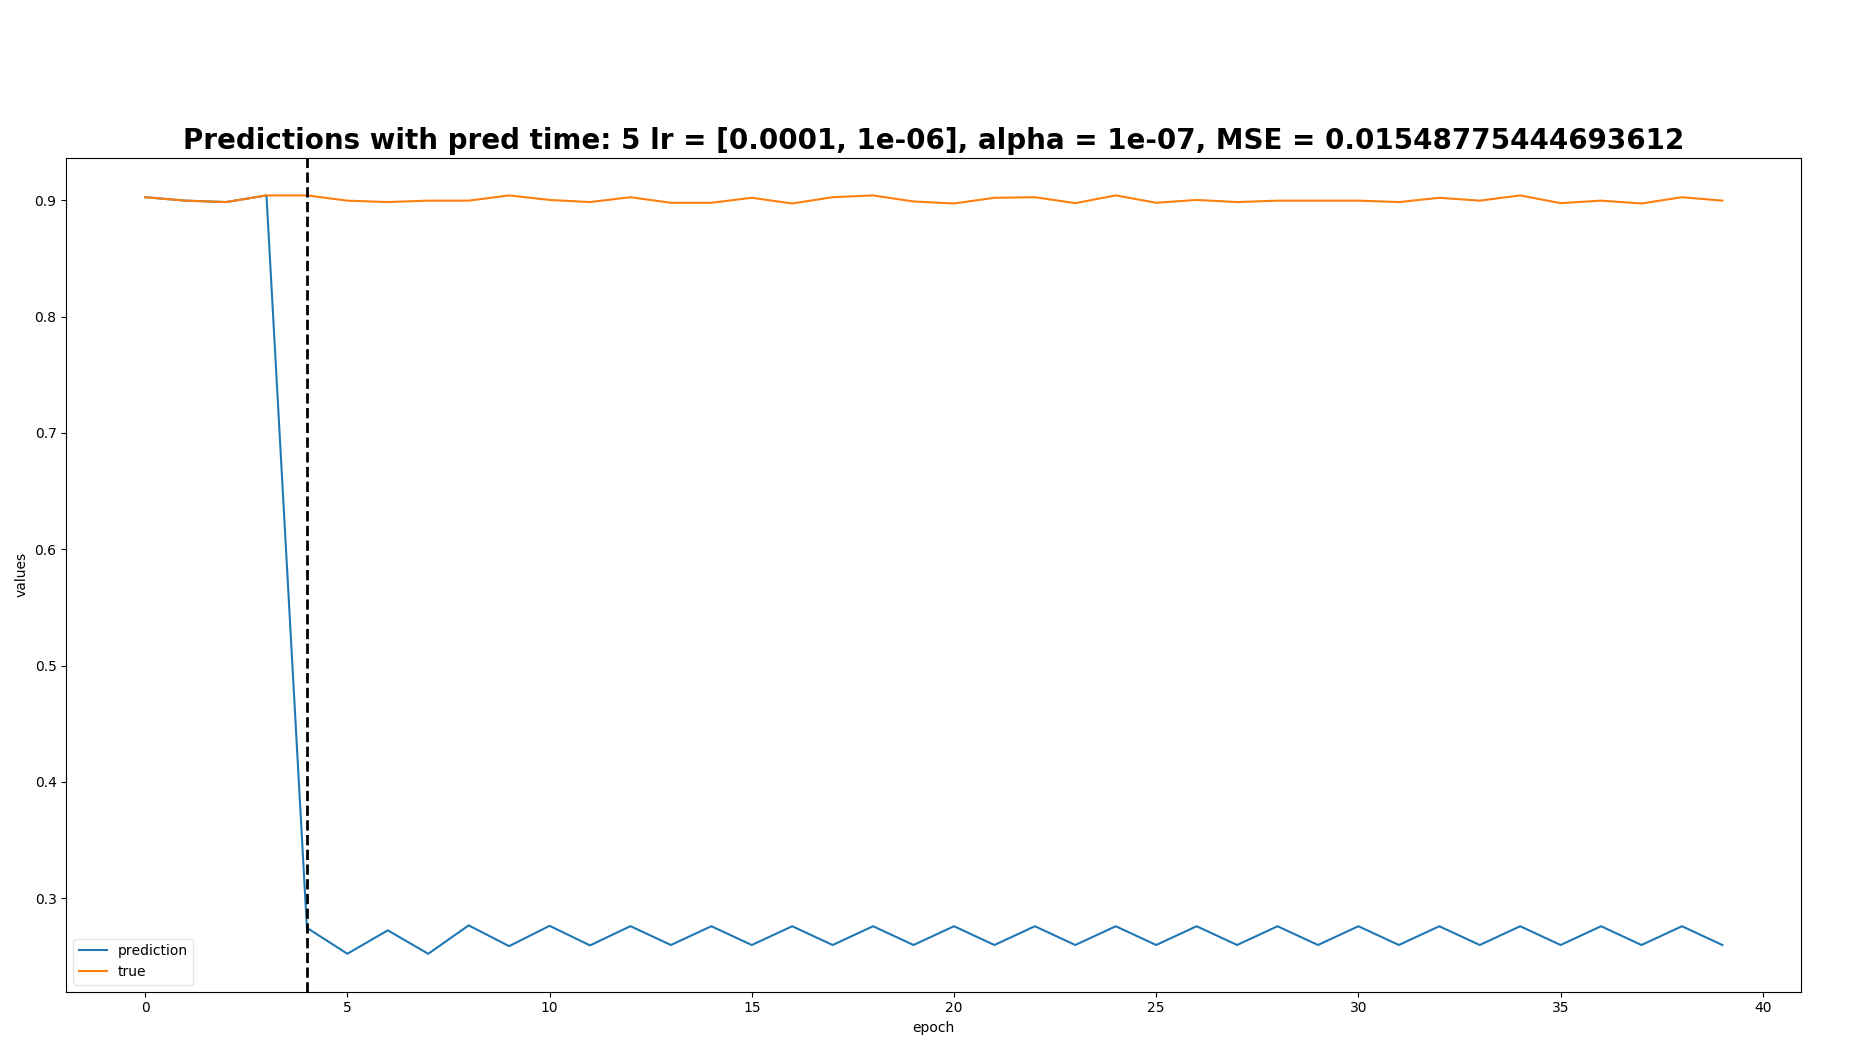 Predictions with pred time: 5 lr = [0.0001, 1e-06], alpha = 1e-07, MSE = 0.01548775444693612
0.9
0.8
0.7
0.6
0.5
0.4
0.3
values
prediction
true
0 5 10 15 20 25 30 35 40
epoch